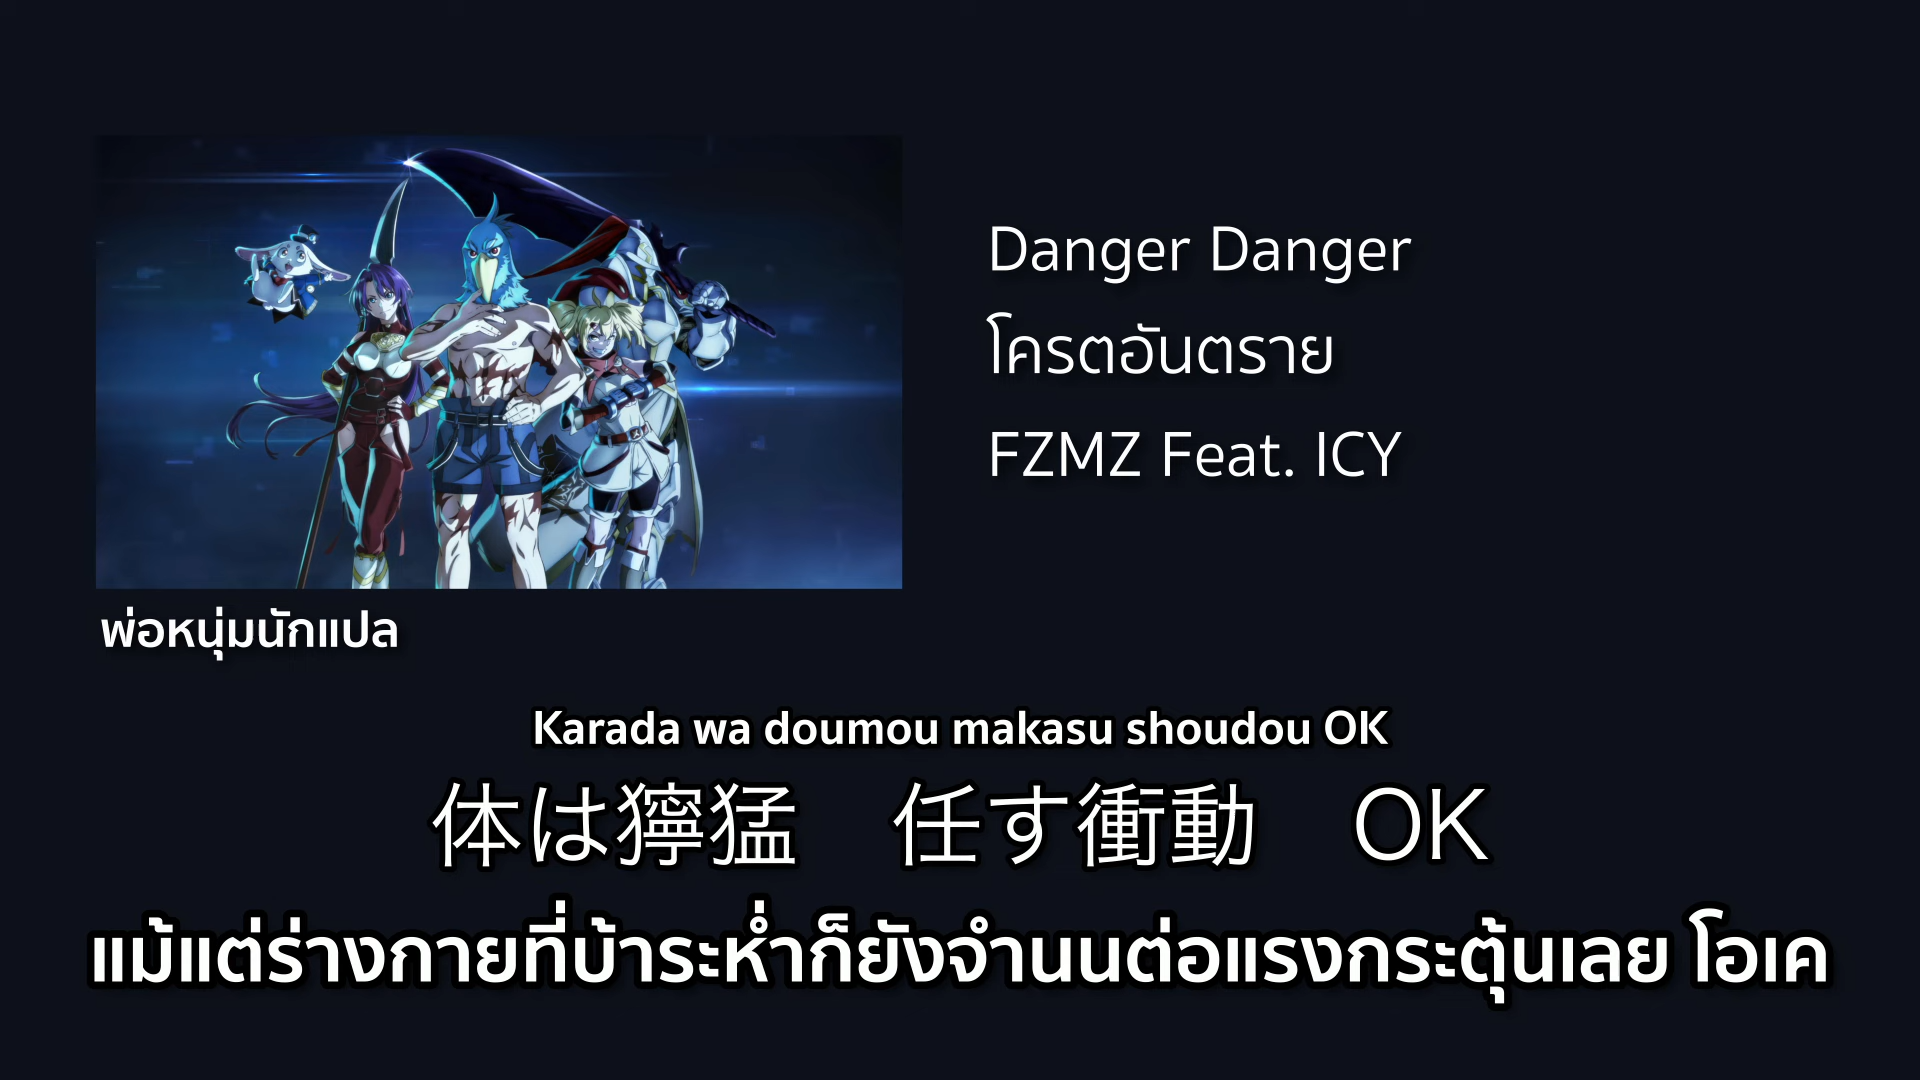 Danger Danger
โครตอันตราย
FZMZ Feat. ICY
พ่อหนุ่มนักแปล
Karada wa doumou makasu shoudou OK
体は獰猛　任す衝動　OK
แม้แต่ร่างกายที่บ้าระห่ำก็ยังจำนนต่อแรงกระตุ้นเลย โอเค